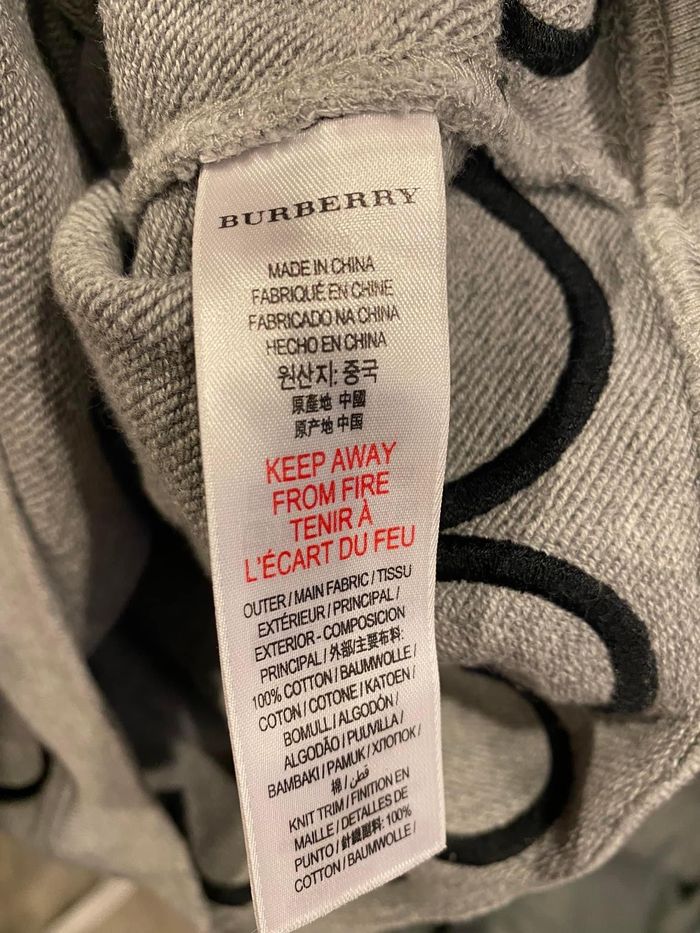 BURBERRY
MADE IN CHINA
FABRIQUÉ EN CHINE
FABRICADO NA CHINA
HECHO EN CHINA
원산지: 중국
原產地 中國
原产地 中国
KEEP AWAY
FROM FIRE
TENIR À
L'ÉCART DU FEU
OUTER / MAIN FABRIC / TISSU
EXTÉRIEUR / PRINCIPAL /
EXTERIOR - COMPOSICION
PRINCIPAL / 外部/主要布料:
100% COTTON / BAUMWOLLE /
COTON / COTONE / KATOEN /
BOMULL / ALGODÓN /
ALGODÃO / PUUVILLA /
ΒΑΜΒΑΚΙ / PAMUK / ХЛОПОК /
棉 / قطن /
KNIT TRIM / FINITION EN
MAILLE / DETALLES DE
PUNTO / 針織翻料: 100%
COTTON / BAUMWOLLE /